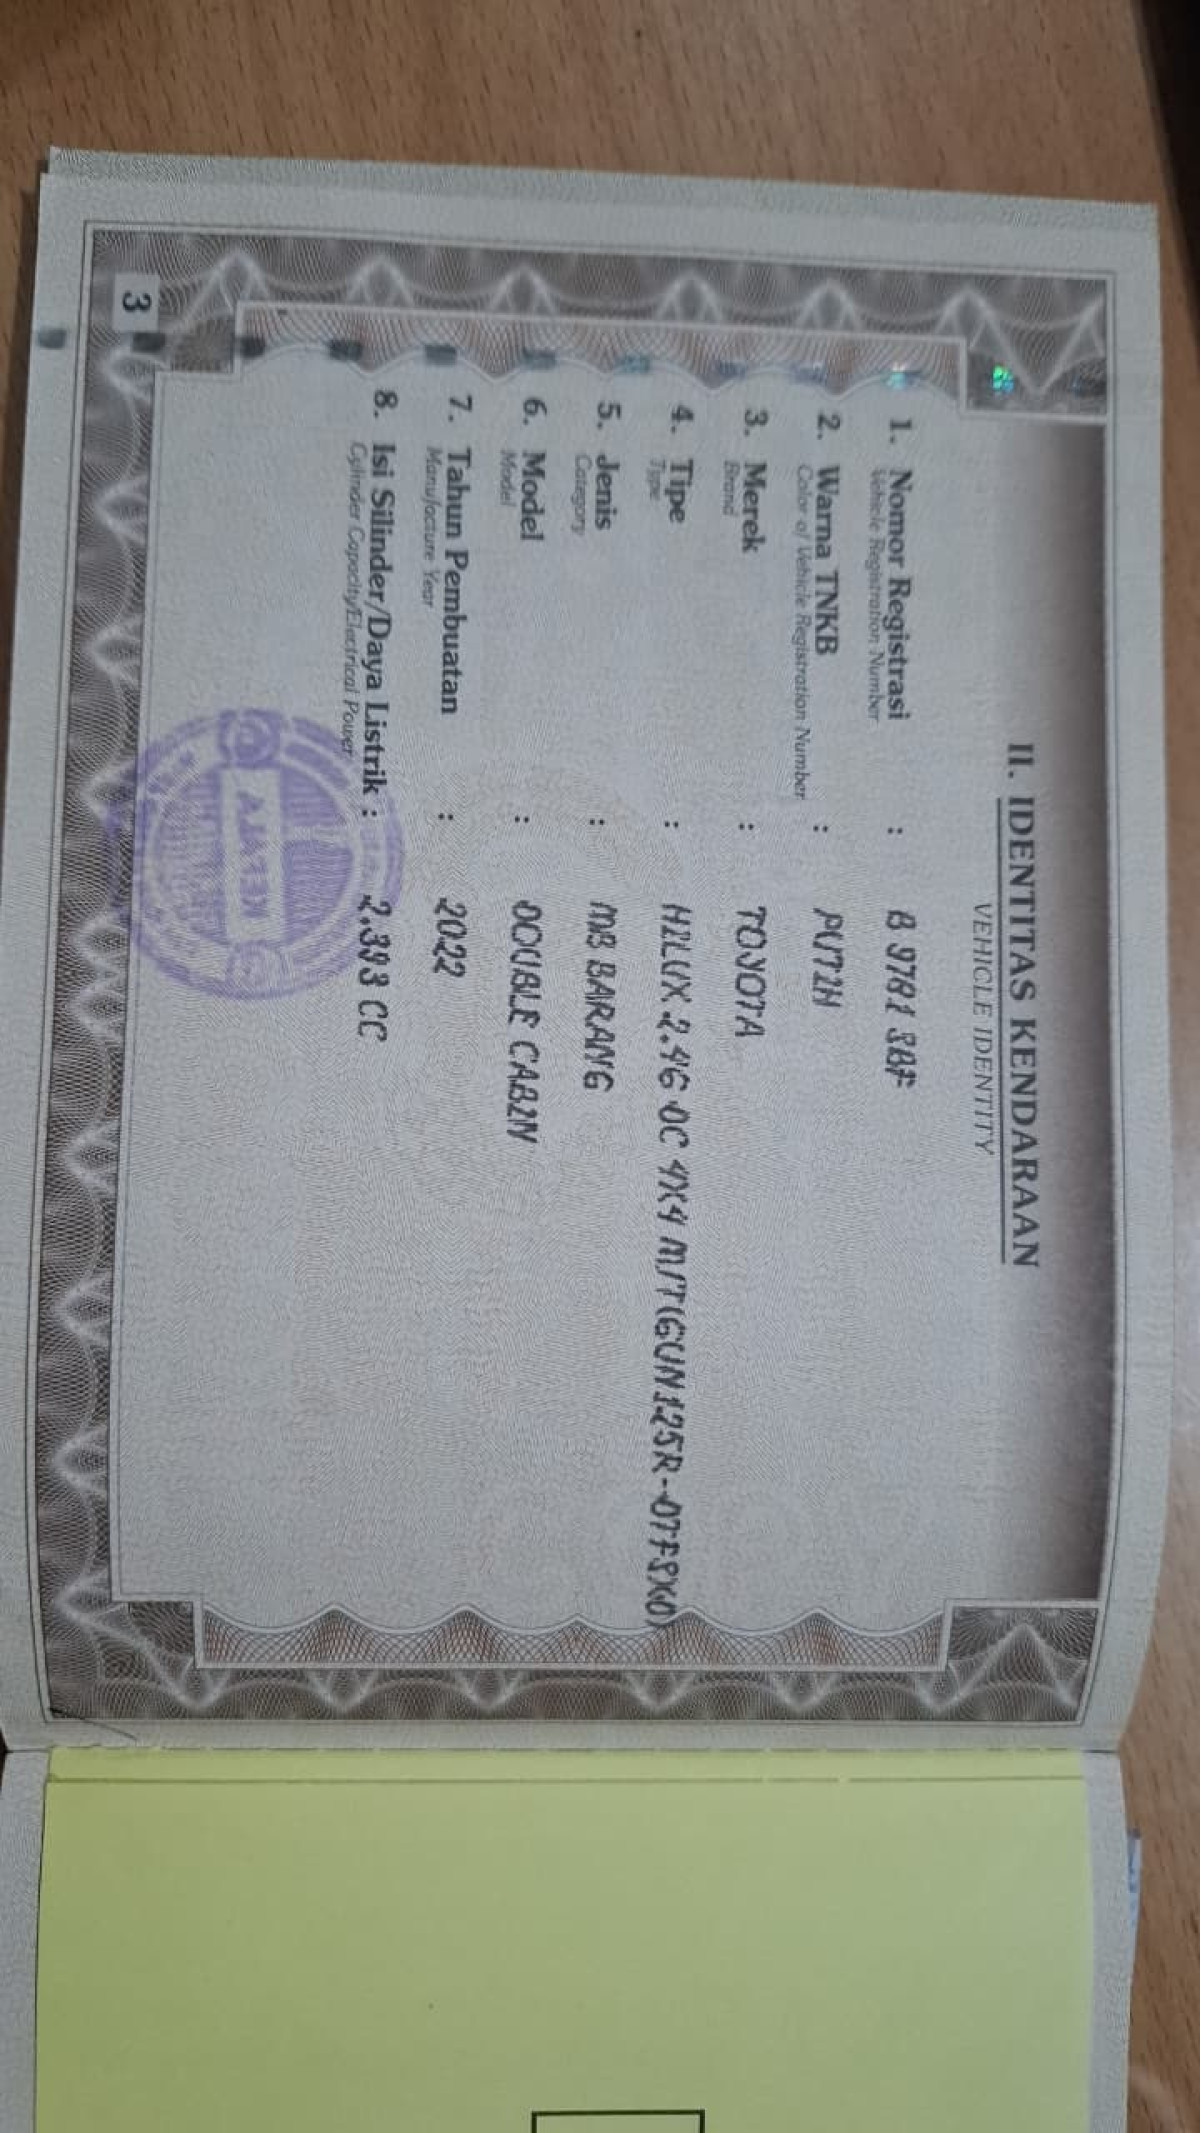 II. IDENTITAS KENDARAAN
VEHICLE IDENTITY
1. Nomor Registrasi : B 9781 SBF
Vehicle Registration Number
2. Warna TNKB : PUTIH
Color of Vehicle Registration Number
3. Merek : TOYOTA
Brand
4. Tipe : HILUX 2.4G DC 4X4 M/T(GUN125R-DTFSXD)
Type
5. Jenis : MB BARANG
Category
6. Model : DOUBLE CABIN
Model
7. Tahun Pembuatan : 2022
Manufacture Year
8. Isi Silinder/Daya Listrik : 2.393 CC
Cylinder Capacity/Electrical Power
KEPALA
3